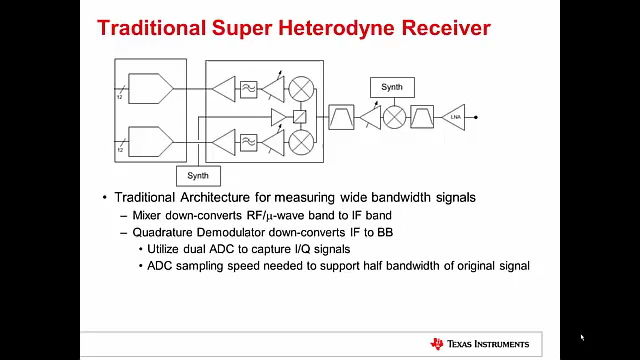 Traditional Super Heterodyne Receiver
Synth
12
LNA
12
Synth
• Traditional Architecture for measuring wide bandwidth signals
– Mixer down-converts RF/μ-wave band to IF band
– Quadrature Demodulator down-converts IF to BB
• Utilize dual ADC to capture I/Q signals
• ADC sampling speed needed to support half bandwidth of original signal
TEXAS INSTRUMENTS